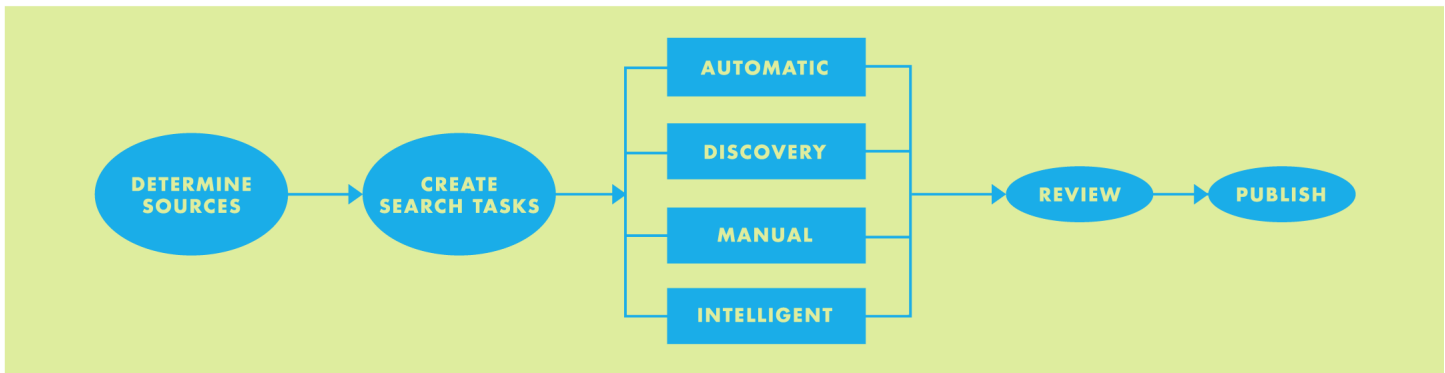 DETERMINE
SOURCES
CREATE
SEARCH TASKS
AUTOMATIC
DISCOVERY
MANUAL
INTELLIGENT
REVIEW
PUBLISH